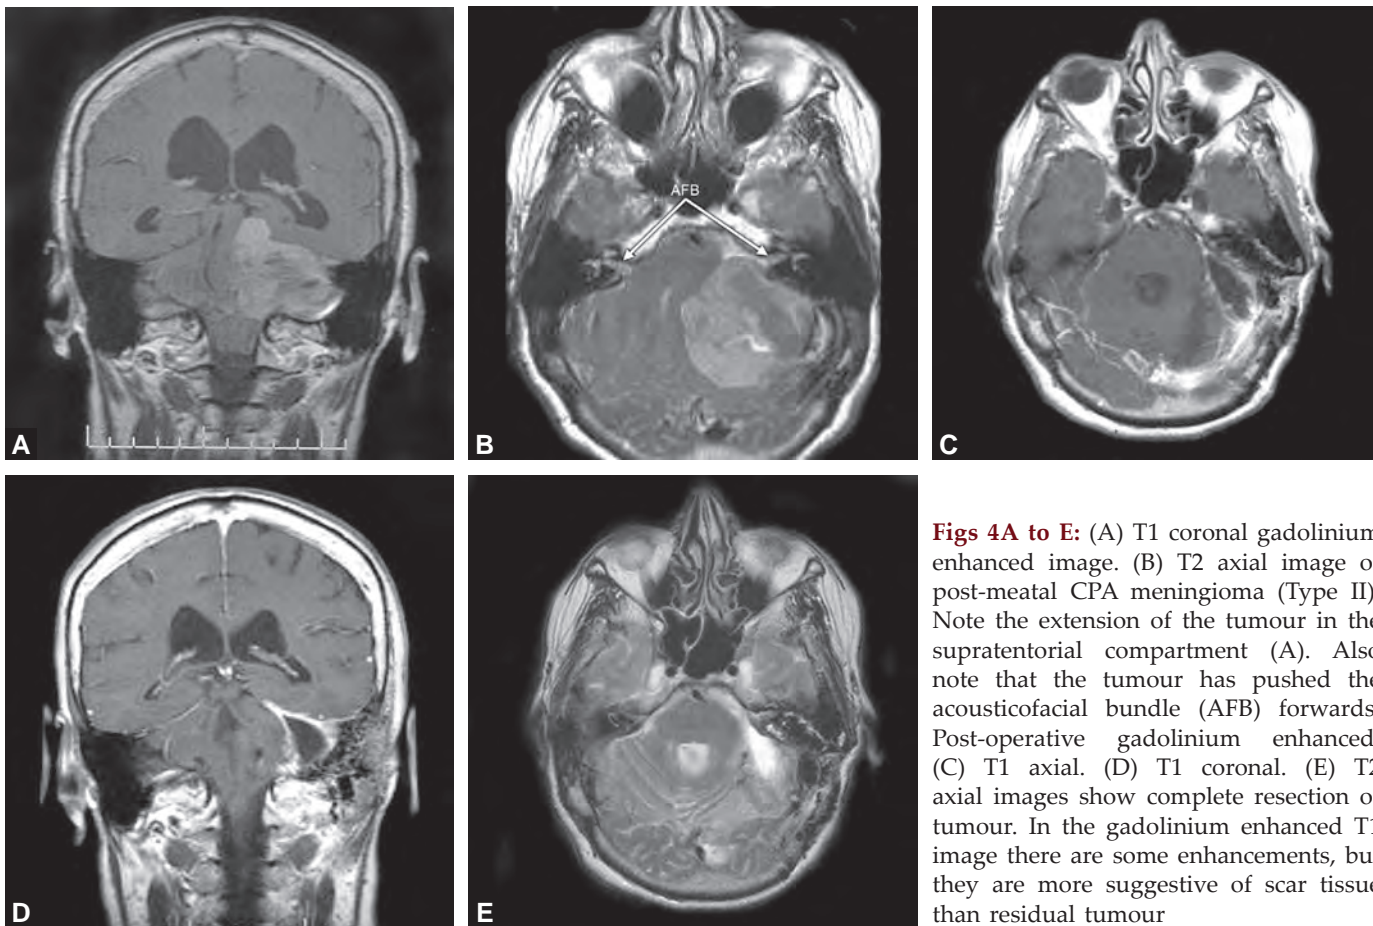 AFB
A
B
C
D
E
Figs 4A to E: (A) T1 coronal gadolinium
enhanced image. (B) T2 axial image o
post-meatal CPA meningioma (Type II)
Note the extension of the tumour in the
supratentorial compartment (A). Also
note that the tumour has pushed the
acousticofacial bundle (AFB) forwards
Post-operative gadolinium enhanced
(C) T1 axial. (D) T1 coronal. (E) T2
axial images show complete resection o
tumour. In the gadolinium enhanced T1
image there are some enhancements, bu
they are more suggestive of scar tissue
than residual tumour